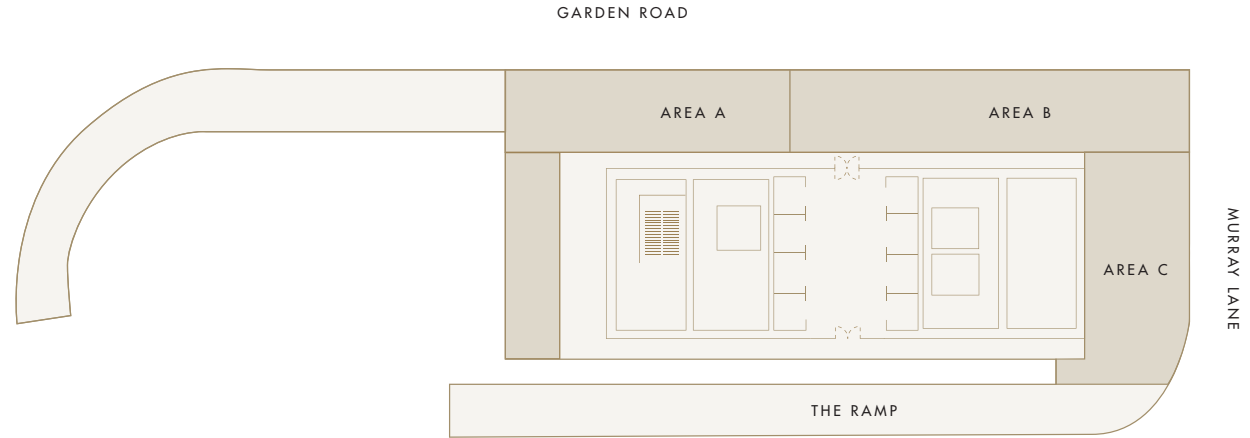 GARDEN ROAD
AREA A
AREA B
MURRAY LANE
AREA C
THE RAMP